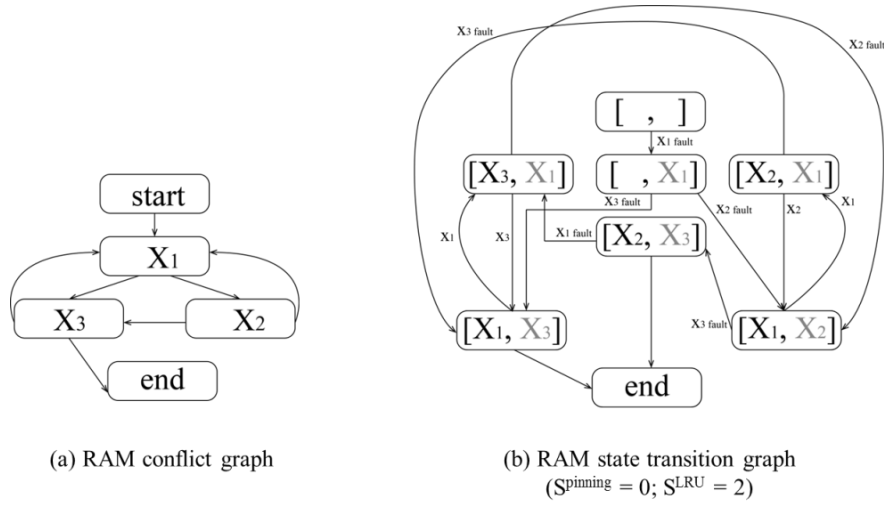 start
X1
X3
X2
end
(a) RAM conflict graph
X3 fault
X2 fault
[ , ]
X1 fault
[X3, X1]
[ , X1]
[X2, X1]
X3 fault
X2 fault
X1
X3
X1 fault
[X2, X3]
X2
X1
[X1, X3]
X3 fault
[X1, X2]
end
(b) RAM state transition graph
(Spinning = 0; SLRU = 2)